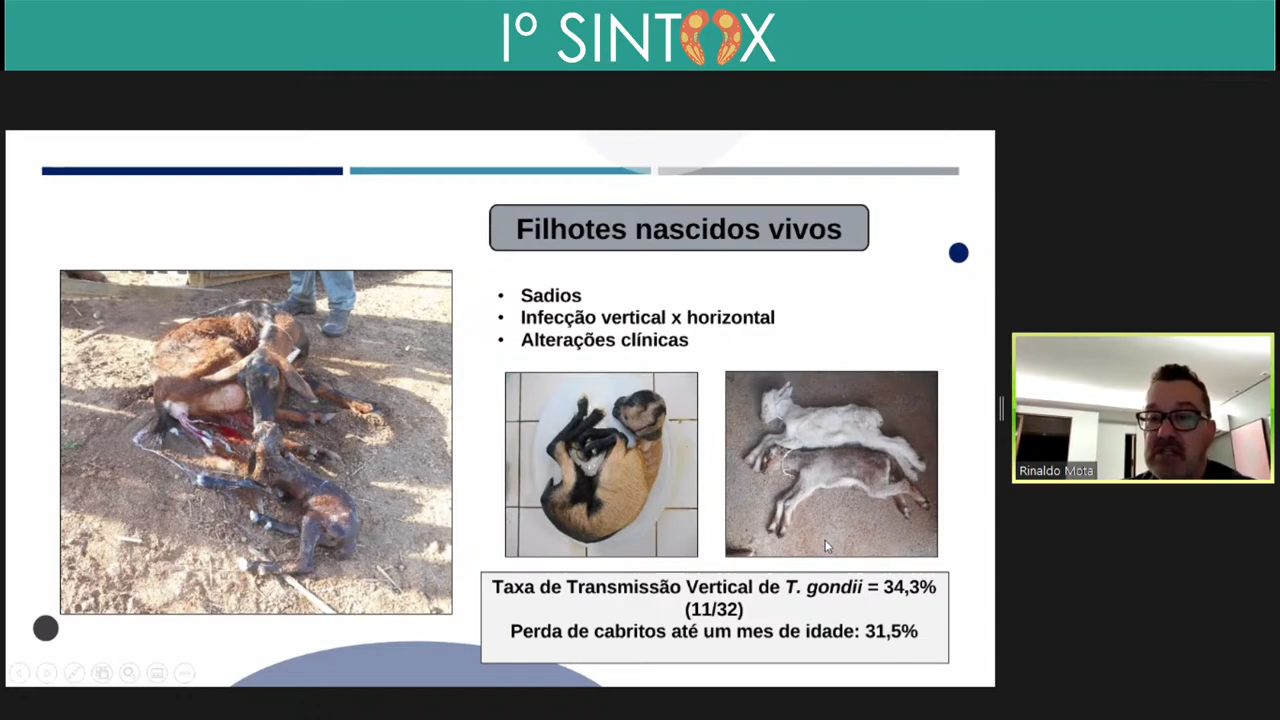 Iº SINTOX
Filhotes nascidos vivos
• Sadios
• Infecção vertical x horizontal
• Alterações clínicas
Taxa de Transmissão Vertical de T. gondii = 34,3%
(11/32)
Perda de cabritos até um mes de idade: 31,5%
Rinaldo Mota